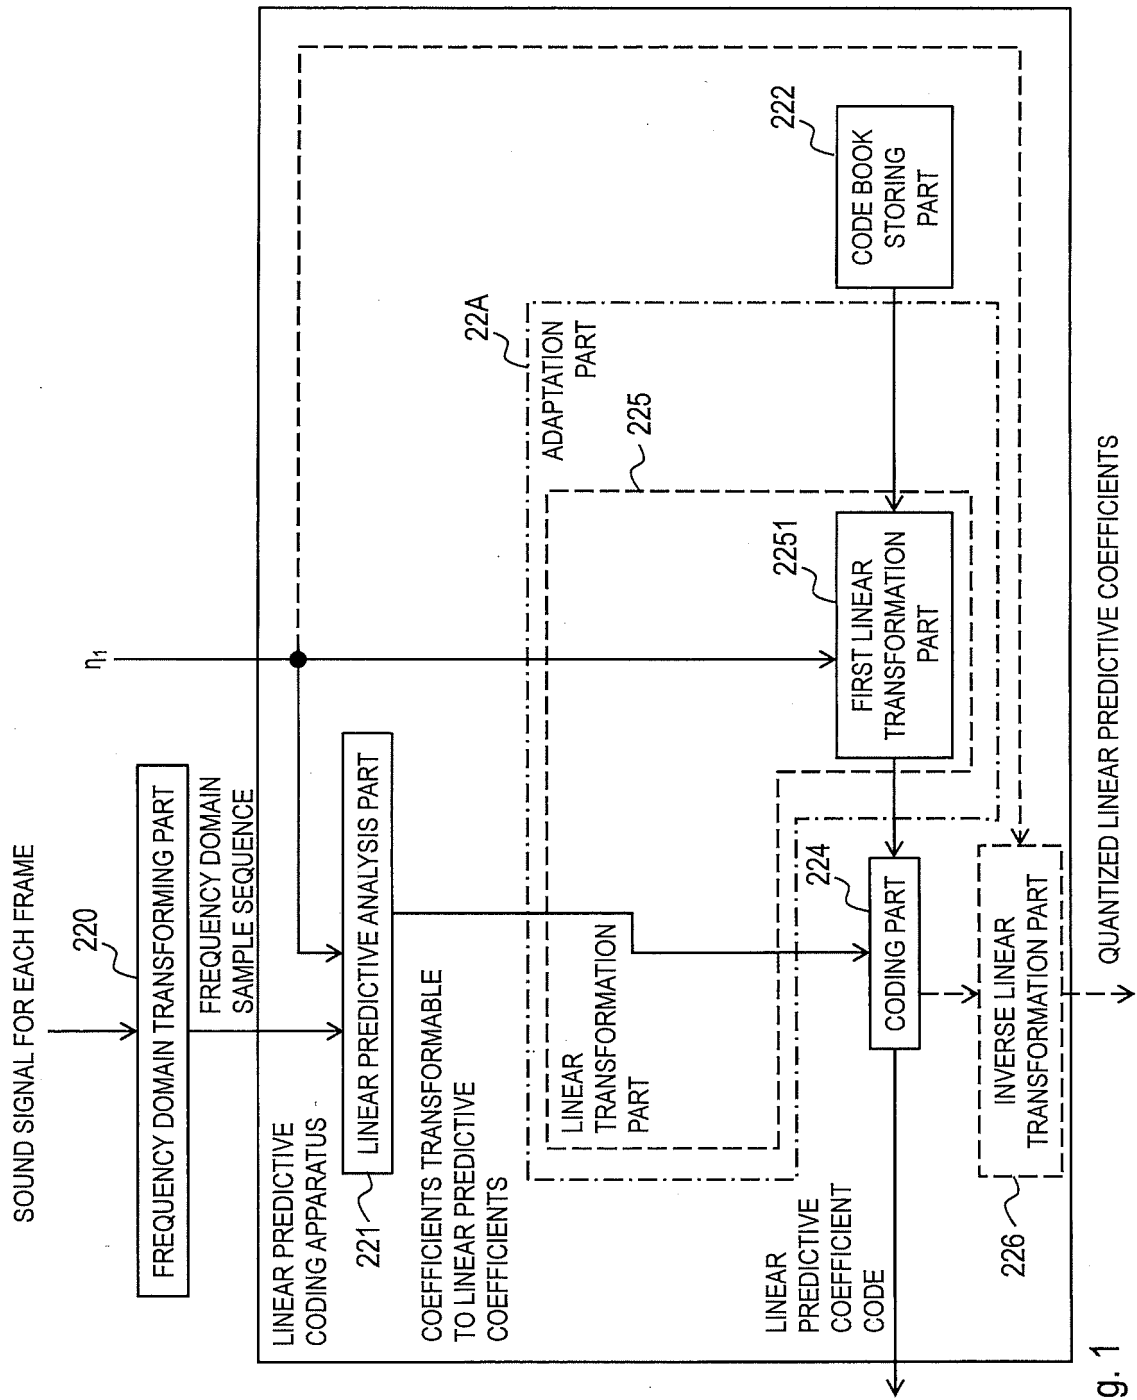 SOUND SIGNAL FOR EACH FRAME
220
FREQUENCY DOMAIN TRANSFORMING PART
FREQUENCY DOMAIN
SAMPLE SEQUENCE
η1
LINEAR PREDICTIVE
CODING APPARATUS
221
LINEAR PREDICTIVE ANALYSIS PART
COEFFICIENTS TRANSFORMABLE
TO LINEAR PREDICTIVE
COEFFICIENTS
22A
ADAPTATION
PART
225
LINEAR
TRANSFORMATION
PART
2251
FIRST LINEAR
TRANSFORMATION
PART
222
CODE BOOK
STORING
PART
224
CODING PART
LINEAR
PREDICTIVE
COEFFICIENT
CODE
226
INVERSE LINEAR
TRANSFORMATION PART
QUANTIZED LINEAR PREDICTIVE COEFFICIENTS
g. 1